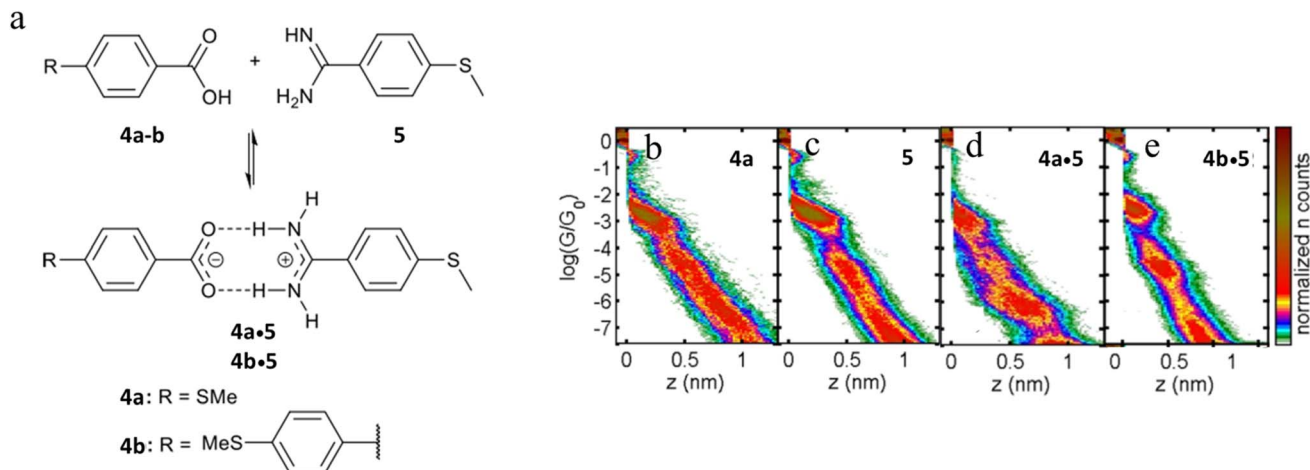 a
R
O
OH
+
HN
H₂N
S
4a-b
5
H
H
R
O
O
⊖
H
N
⊕
H
N
H
S
4a•5
4b•5
4a: R = SMe
4b: R = MeS
b
4a
c
5
d
4a•5
e
4b•5
log(G/G₀)
0
-1
-2
-3
-4
-5
-6
-7
0 0.5 1
0 0.5 1
0 0.5 1
0 0.5 1
z (nm)
z (nm)
z (nm)
z (nm)
normalized n counts